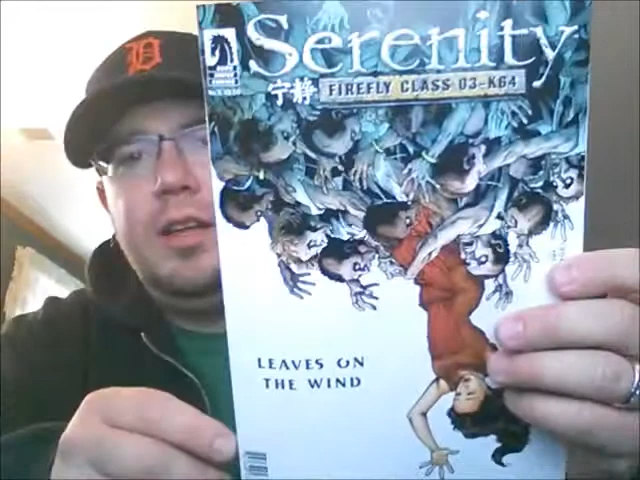 D
Serenity
宁静 FIREFLY CLASS 03-K64
LEAVES ON
THE WIND